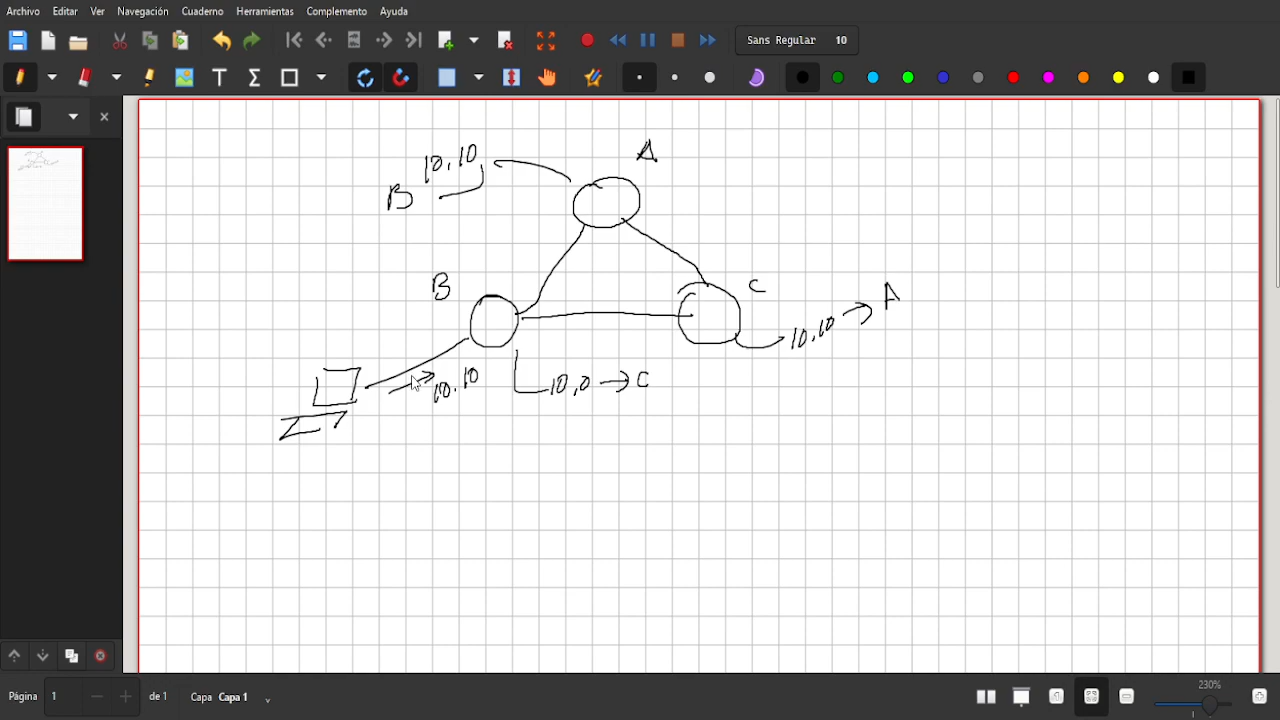 Archivo Editar Ver Navegación Cuaderno Herramientas Complemento Ayuda
Sans Regular 10
A
10.10
B
B
C
A
10,10
10.10
10,0 → C
Página 1 de 1 Capa Capa 1
230%
1